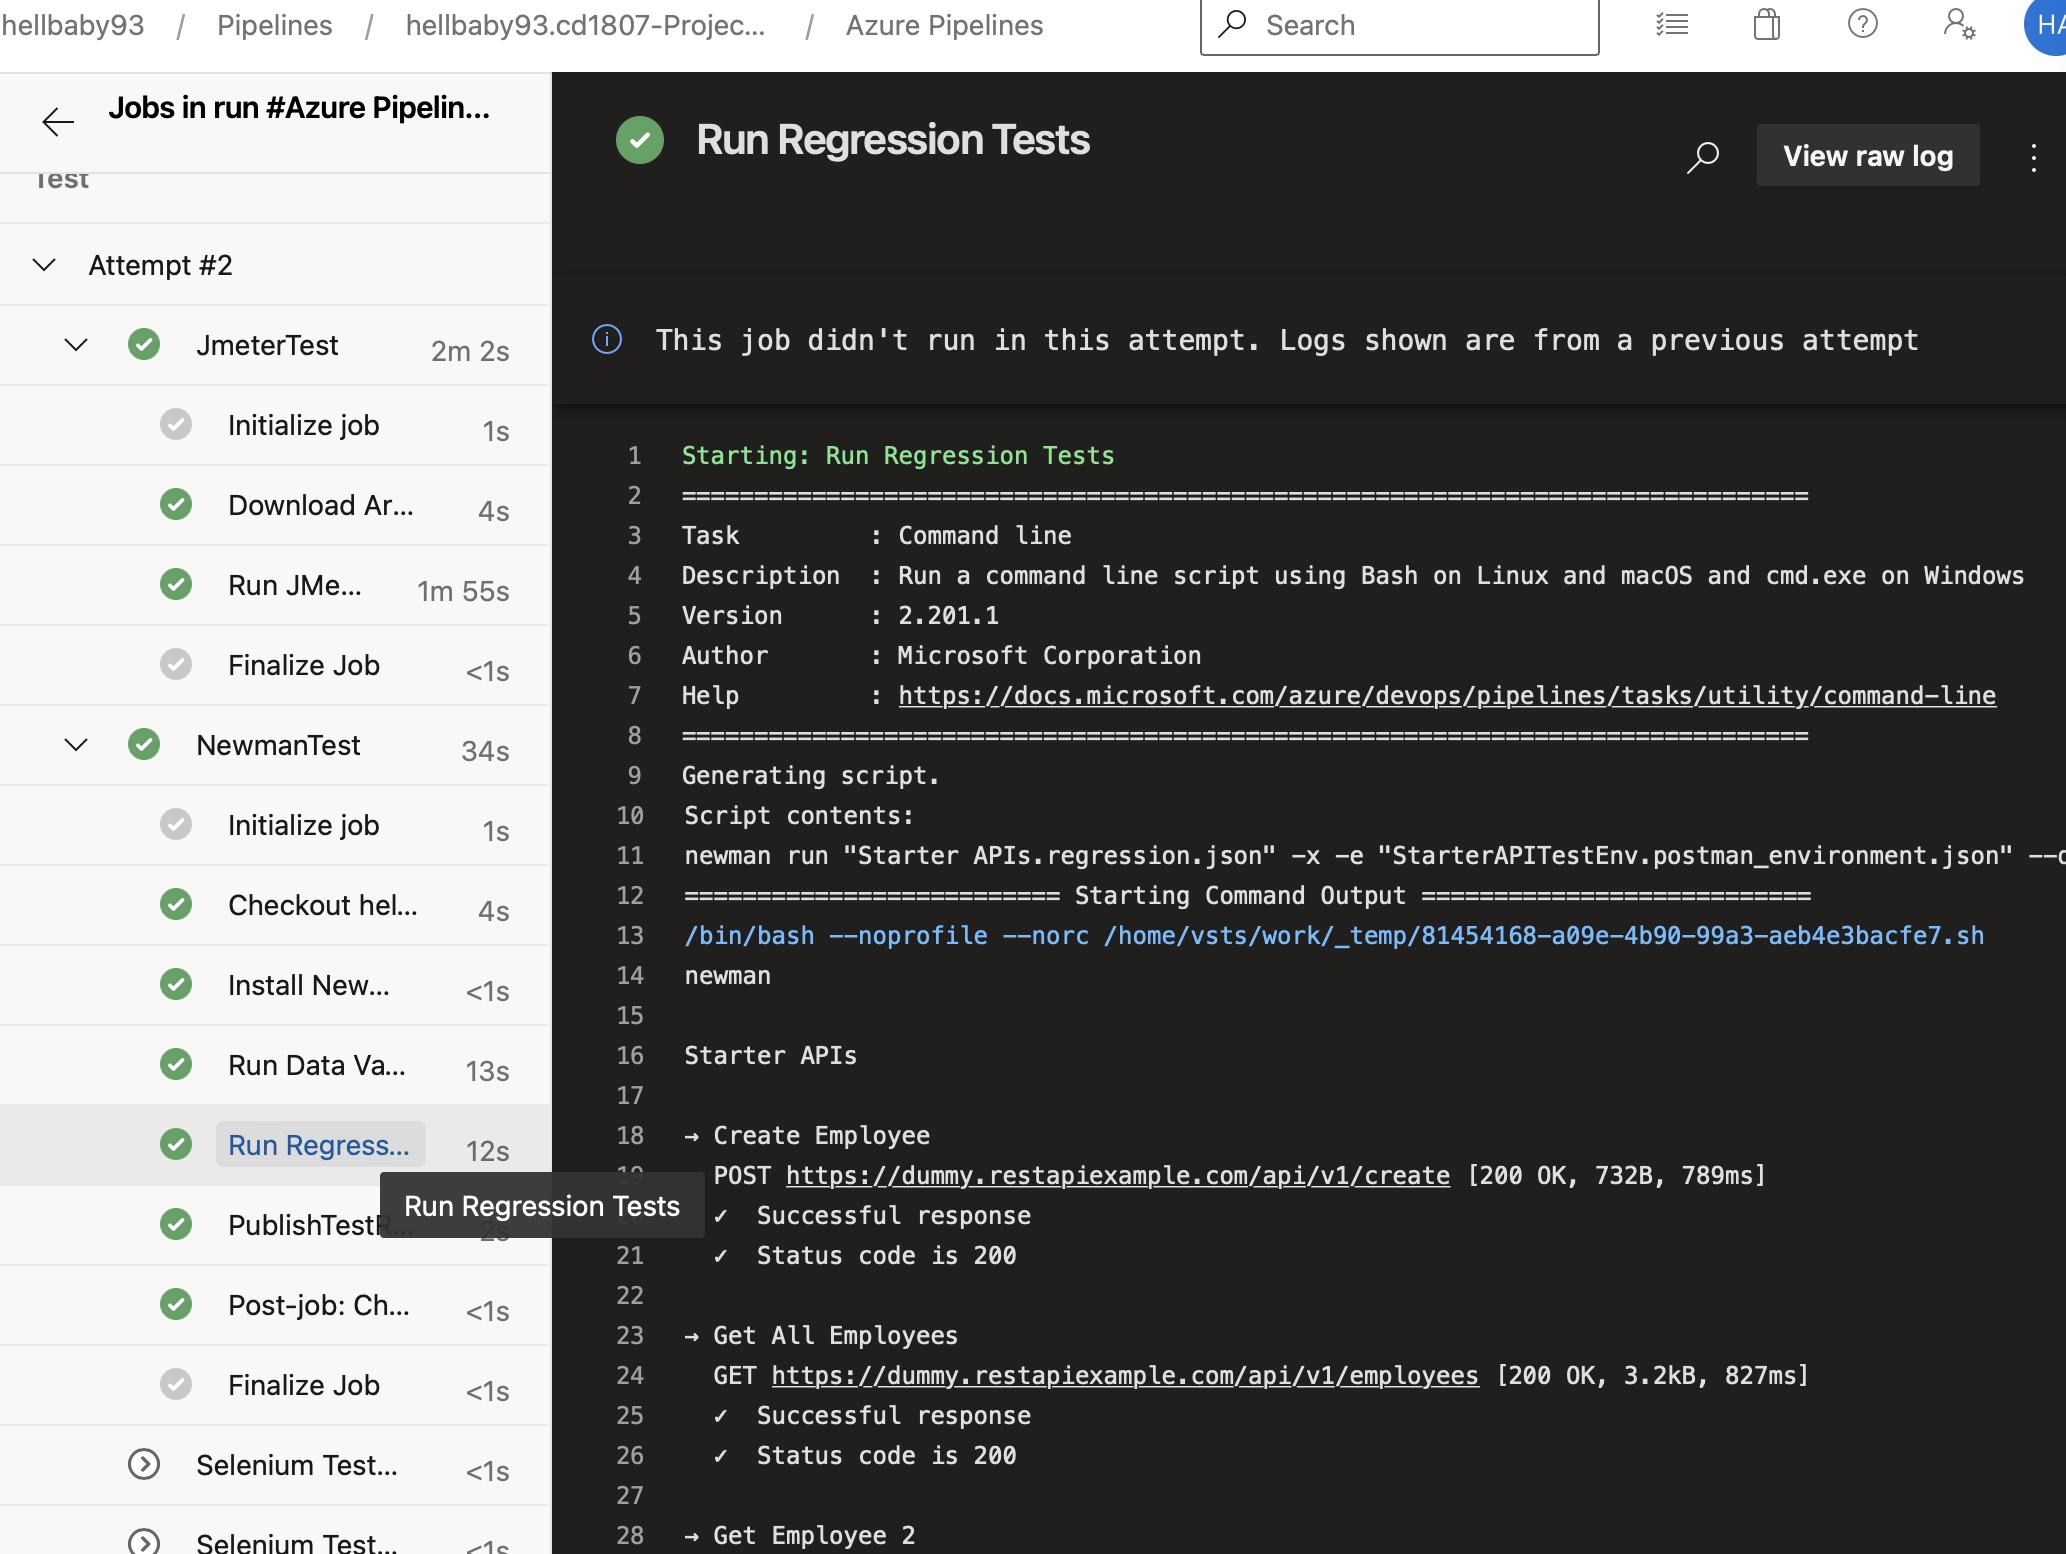 hellbaby93 / Pipelines / hellbaby93.cd1807-Projec... / Azure Pipelines
Search
HA
Jobs in run #Azure Pipelin...
Test
Attempt #2
JmeterTest 2m 2s
Initialize job 1s
Download Ar... 4s
Run JMe... 1m 55s
Finalize Job <1s
NewmanTest 34s
Initialize job 1s
Checkout hel... 4s
Install New... <1s
Run Data Va... 13s
Run Regress... 12s
Run Regression Tests
PublishTestR... 2s
Post-job: Ch... <1s
Finalize Job <1s
Selenium Test... <1s
Selenium Test... <1s
Run Regression Tests
View raw log
This job didn't run in this attempt. Logs shown are from a previous attempt
1 Starting: Run Regression Tests
2 ==============================================================================
3 Task : Command line
4 Description : Run a command line script using Bash on Linux and macOS and cmd.exe on Windows
5 Version : 2.201.1
6 Author : Microsoft Corporation
7 Help : https://docs.microsoft.com/azure/devops/pipelines/tasks/utility/command-line
8 ==============================================================================
9 Generating script.
10 Script contents:
11 newman run "Starter APIs.regression.json" -x -e "StarterAPITestEnv.postman_environment.json"
12 ========================== Starting Command Output ===========================
13 /bin/bash --noprofile --norc /home/vsts/work/_temp/81454168-a09e-4b90-99a3-aeb4e3bacfe7.sh
14 newman
15
16 Starter APIs
17
18 → Create Employee
19 POST https://dummy.restapiexample.com/api/v1/create [200 OK, 732B, 789ms]
20 ✓ Successful response
21 ✓ Status code is 200
22
23 → Get All Employees
24 GET https://dummy.restapiexample.com/api/v1/employees [200 OK, 3.2kB, 827ms]
25 ✓ Successful response
26 ✓ Status code is 200
27
28 → Get Employee 2